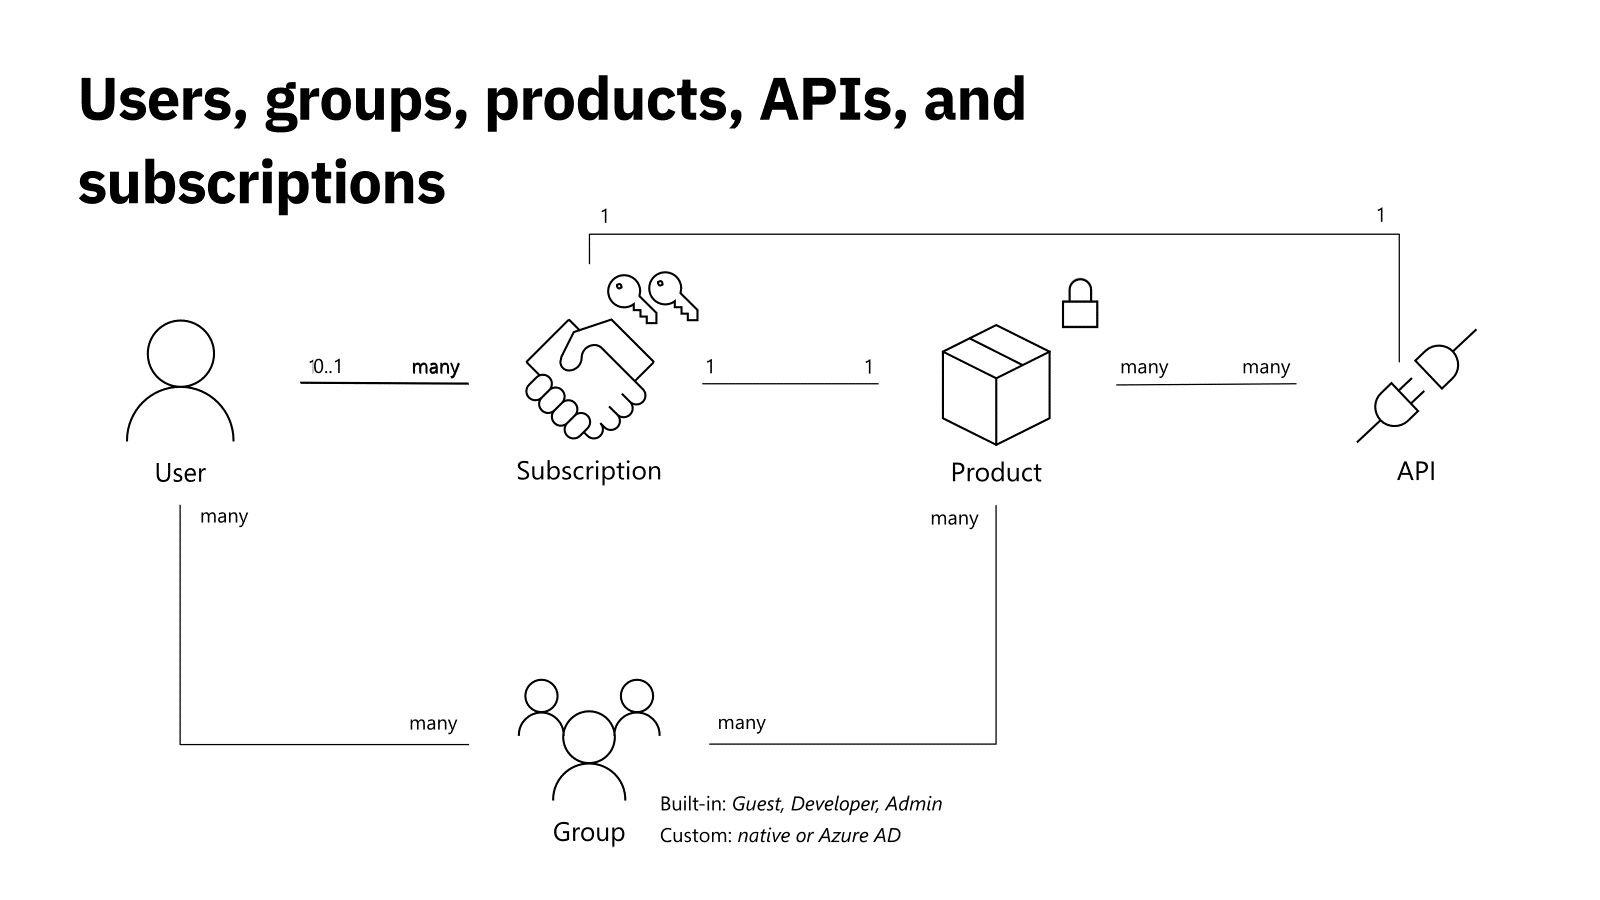 Users, groups, products, APIs, and
subscriptions
1
1
0..1
many
1
1
many
many
User
Subscription
Product
API
many
many
many
many
Built-in: Guest, Developer, Admin
Group
Custom: native or Azure AD